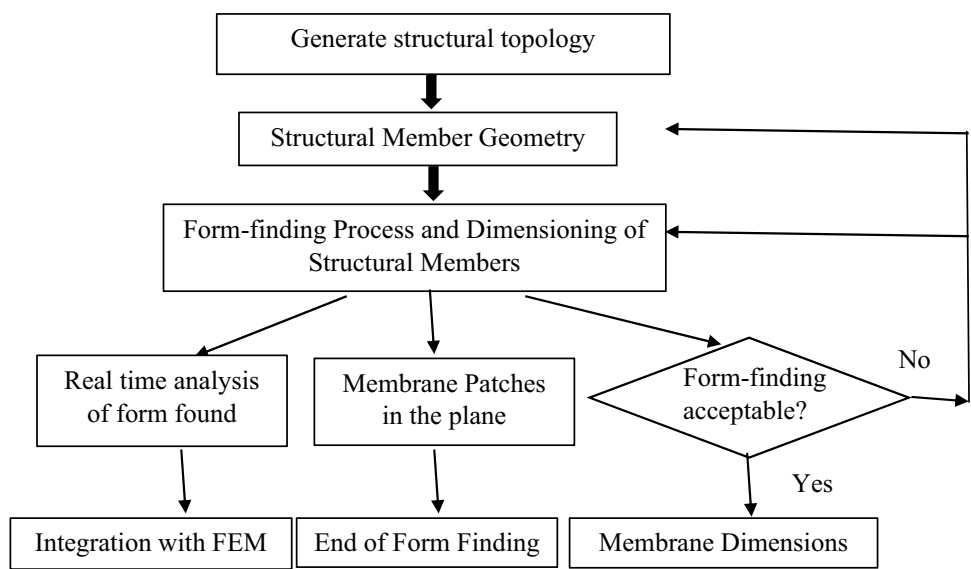 Generate structural topology
Structural Member Geometry
Form-finding Process and Dimensioning of
Structural Members
Real time analysis
of form found
Membrane Patches
in the plane
Form-finding
acceptable?
No
Yes
Integration with FEM
End of Form Finding
Membrane Dimensions